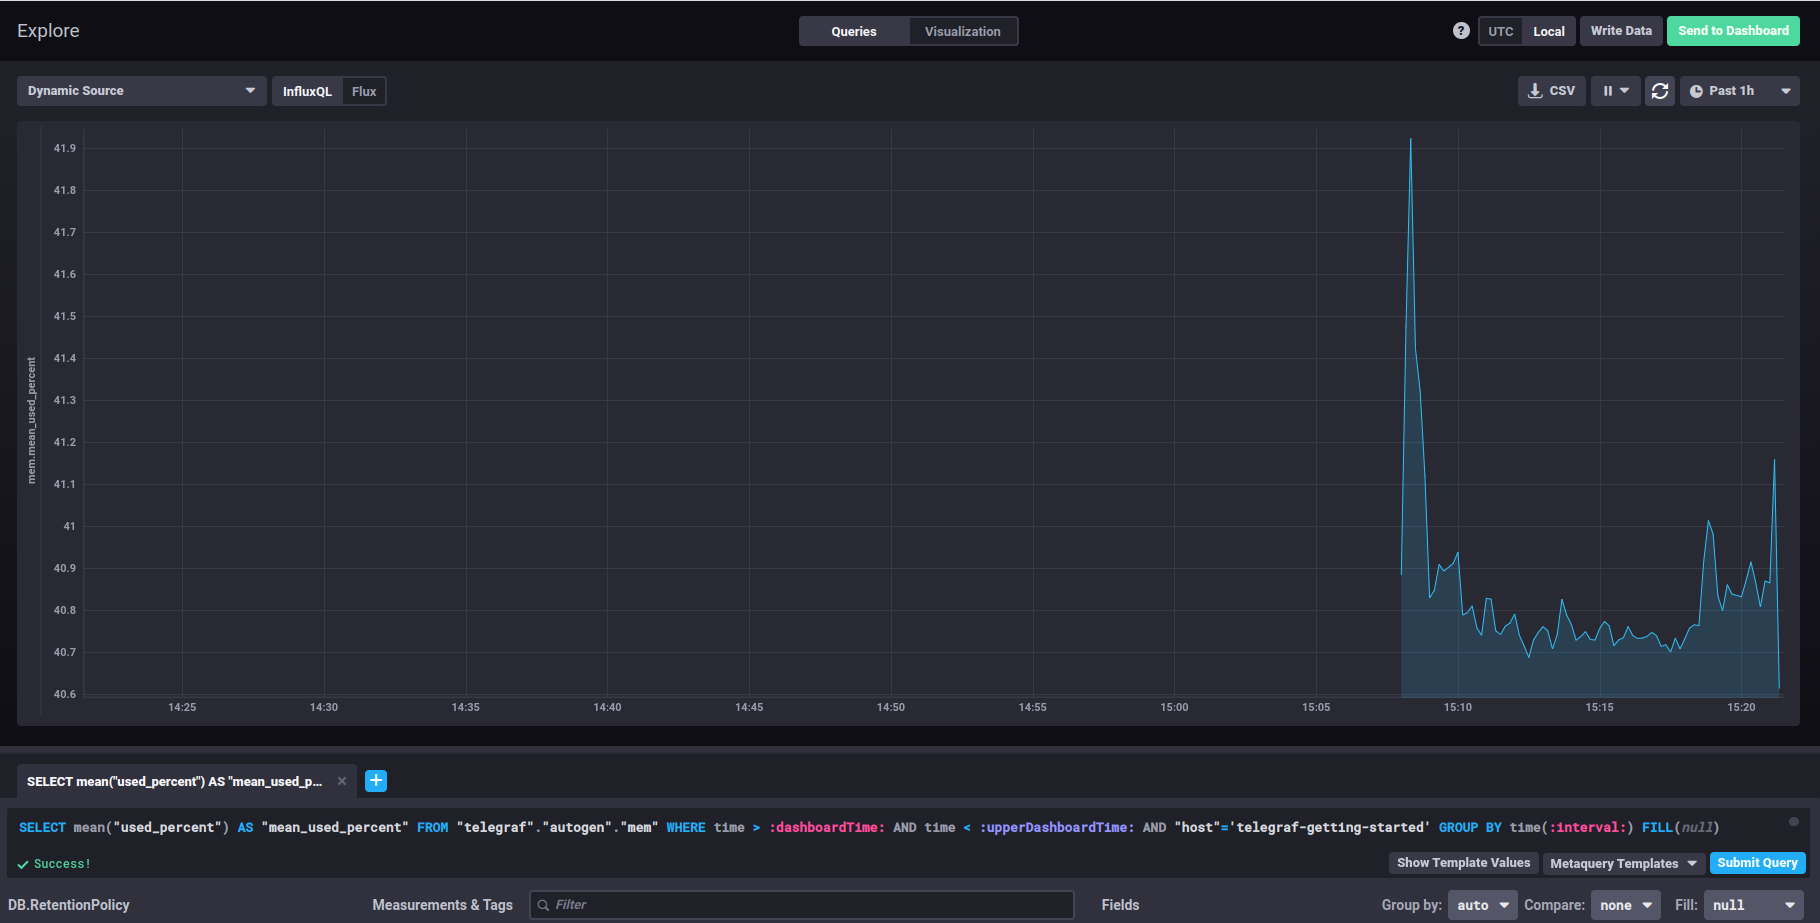 Explore
Queries
Visualization
?
UTC
Local
Write Data
Send to Dashboard
Dynamic Source
InfluxQL
Flux
CSV
Past 1h
41.9
41.8
41.7
41.6
41.5
41.4
41.3
41.2
41.1
41
40.9
40.8
40.7
40.6
mem.mean_used_percent
14:25
14:30
14:35
14:40
14:45
14:50
14:55
15:00
15:05
15:10
15:15
15:20
SELECT mean("used_percent") AS "mean_used_p...
SELECT mean("used_percent") AS "mean_used_percent" FROM "telegraf"."autogen"."mem" WHERE time > :dashboardTime: AND time < :upperDashboardTime: AND "host"='telegraf-getting-started' GROUP BY time(:interval:) FILL(null)
Success!
Show Template Values
Metaquery Templates
Submit Query
DB.RetentionPolicy
Measurements & Tags
Filter
Fields
Group by:
auto
Compare:
none
Fill:
null